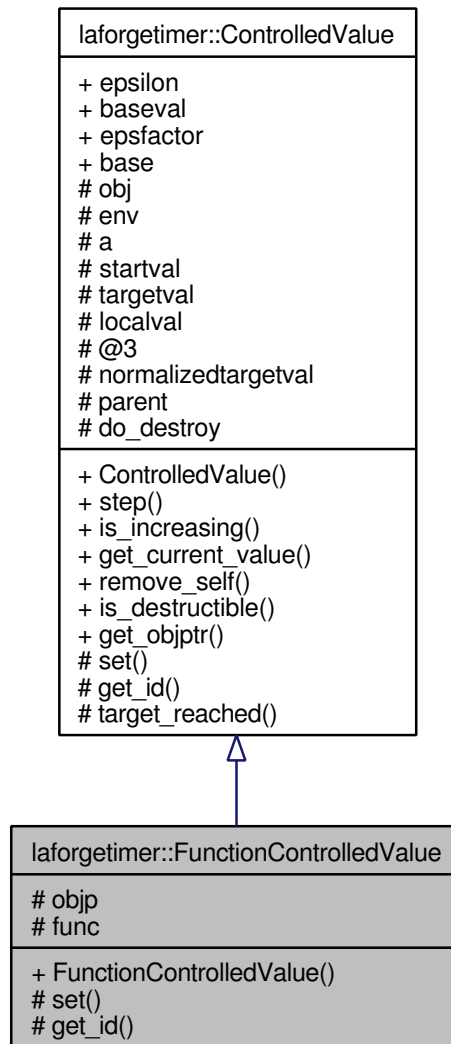 laforgetimer::ControlledValue
+ epsilon
+ baseval
+ epsfactor
+ base
# obj
# env
# a
# startval
# targetval
# localval
# @3
# normalizedtargetval
# parent
# do_destroy
+ ControlledValue()
+ step()
+ is_increasing()
+ get_current_value()
+ remove_self()
+ is_destructible()
+ get_objptr()
# set()
# get_id()
# target_reached()
laforgetimer::FunctionControlledValue
# objp
# func
+ FunctionControlledValue()
# set()
# get_id()